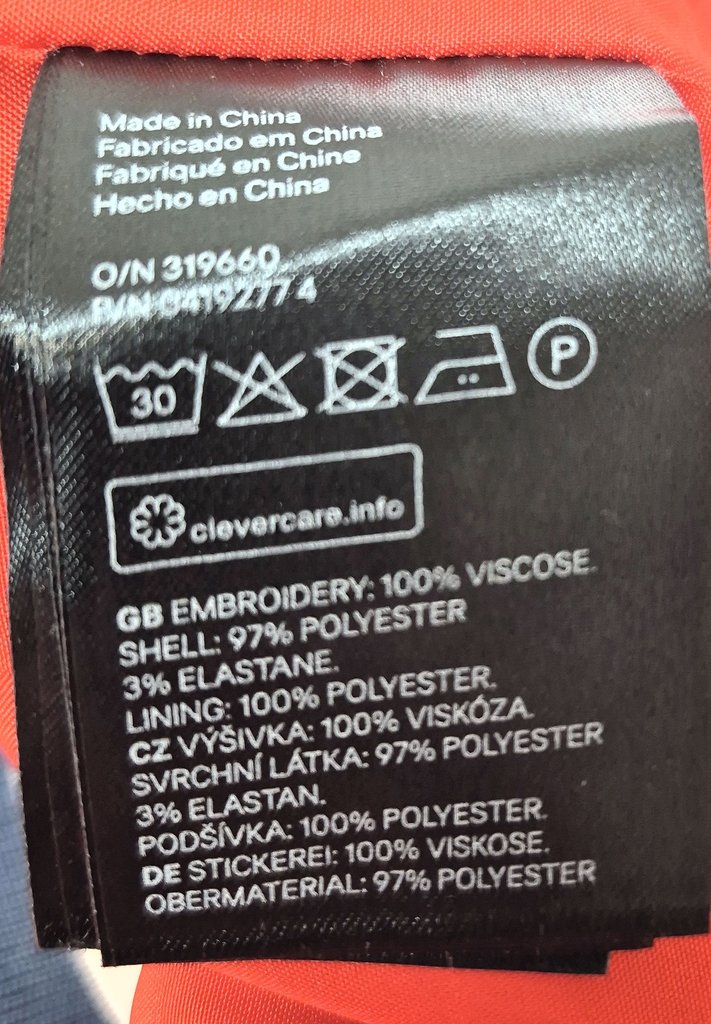 Made in China
Fabricado em China
Fabriqué en Chine
Hecho en China
O/N 319660
P/N 04192774
30
P
clevercare.info
GB EMBROIDERY: 100% VISCOSE.
SHELL: 97% POLYESTER
3% ELASTANE.
LINING: 100% POLYESTER.
CZ VÝŠIVKA: 100% VISKÓZA.
SVRCHNÍ LÁTKA: 97% POLYESTER
3% ELASTAN.
PODŠÍVKA: 100% POLYESTER.
DE STICKEREI: 100% VISKOSE.
OBERMATERIAL: 97% POLYESTER